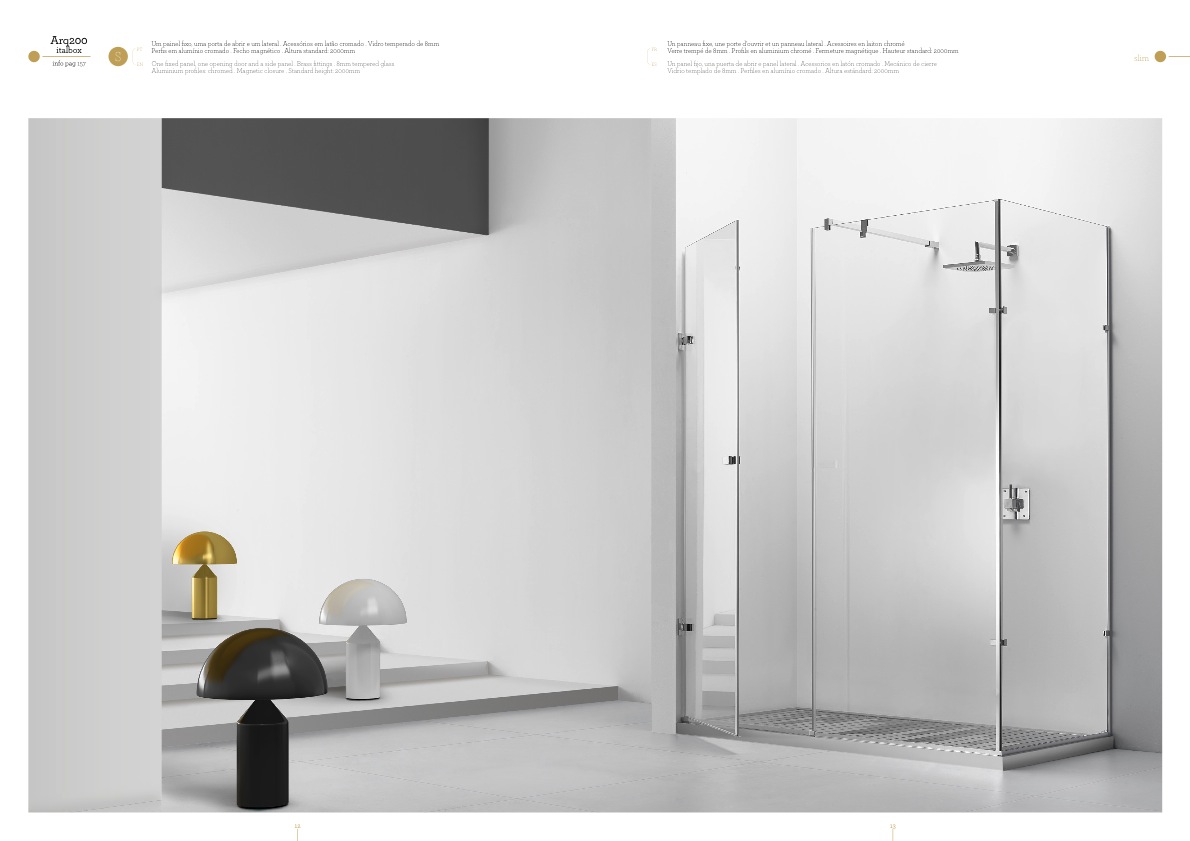 Arq200
italbox
info pag 157
S
PT
Um painel fixo, uma porta de abrir e um lateral . Acessórios em latão cromado . Vidro temperado de 8mm
Perfis em alumínio cromado . Fecho magnético . Altura standard: 2000mm
EN
One fixed panel, one opening door and a side panel . Brass fittings . 8mm tempered glass
Aluminium profiles: chromed . Magnetic closure . Standard height: 2000mm
Un panneau fixe, une porte d'ouvrir et un panneau lateral . Acessoires en laiton chromé
Verre trempé de 8mm . Profils en aluminium chromé . Fermeture magnétique . Hauteur standard: 2000mm
Un panel fijo, una puerta de abrir e panel lateral . Acessorios en latón cromado . Mecánico de cierre
Vidrio templado de 8mm . Perfiles en aluminio cromado . Altura estándard: 2000mm
slim
12
13